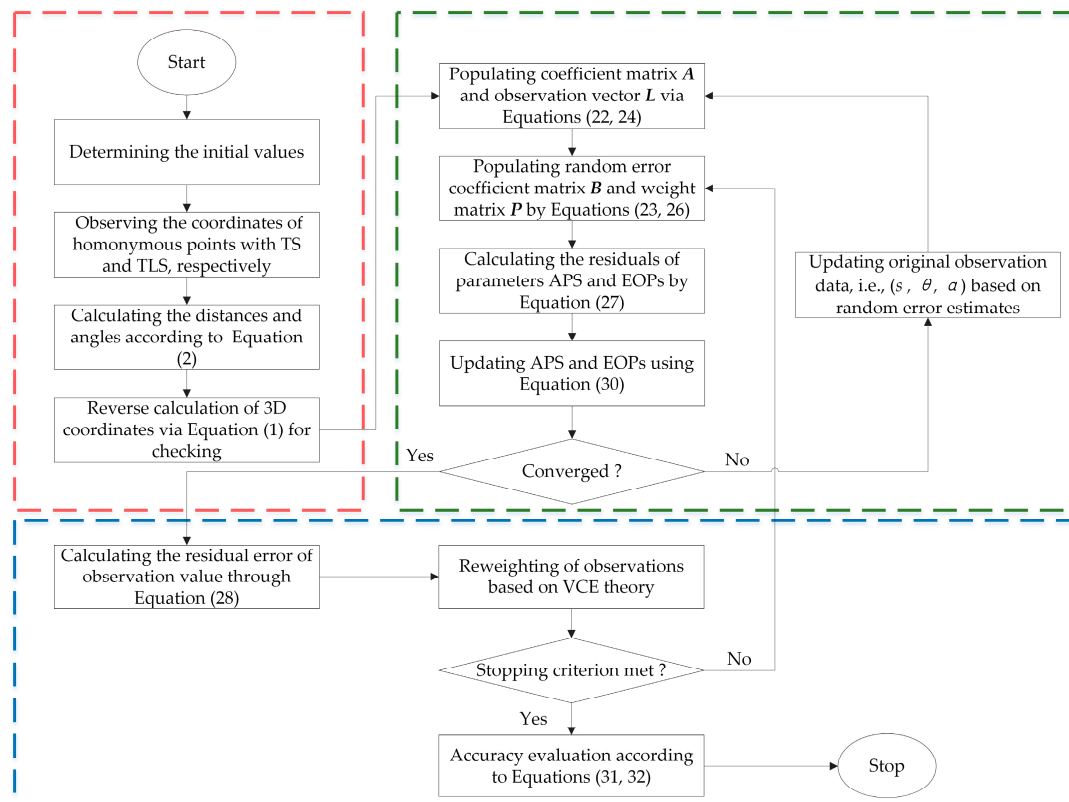 Start
Determining the initial values
Observing the coordinates of
homonymous points with TS
and TLS, respectively
Calculating the distances and
angles according to Equation
(2)
Reverse calculation of 3D
coordinates via Equation (1) for
checking
Populating coefficient matrix A
and observation vector L via
Equations (22, 24)
Populating random error
coefficient matrix B and weight
matrix P by Equations (23, 26)
Calculating the residuals of
parameters APS and EOPs by
Equation (27)
Updating APS and EOPs using
Equation (30)
Converged ?
Yes
No
Updating original observation
data, i.e., (s, θ, α) based on
random error estimates
Calculating the residual error of
observation value through
Equation (28)
Reweighting of observations
based on VCE theory
Stopping criterion met ?
No
Yes
Accuracy evaluation according
to Equations (31, 32)
Stop